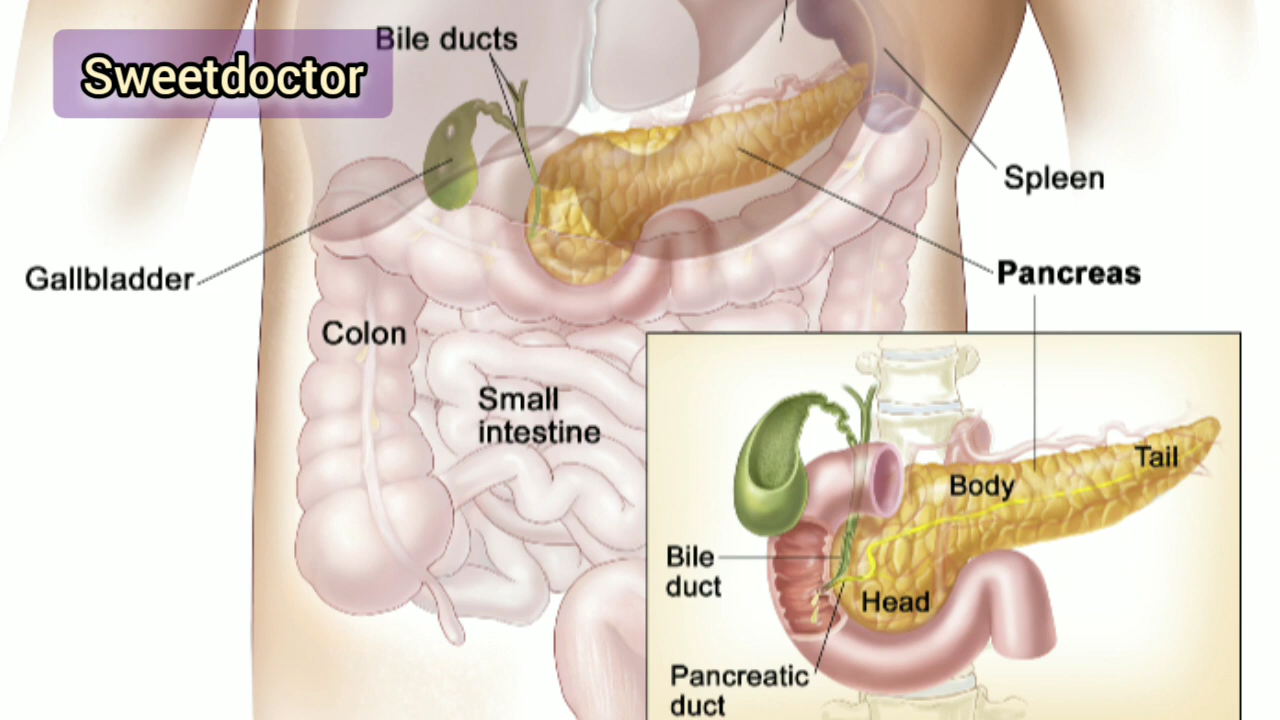 Bile ducts
Sweetdoctor
Spleen
Pancreas
Gallbladder
Colon
Small
intestine
Tail
Body
Bile
duct
Head
Pancreatic
duct